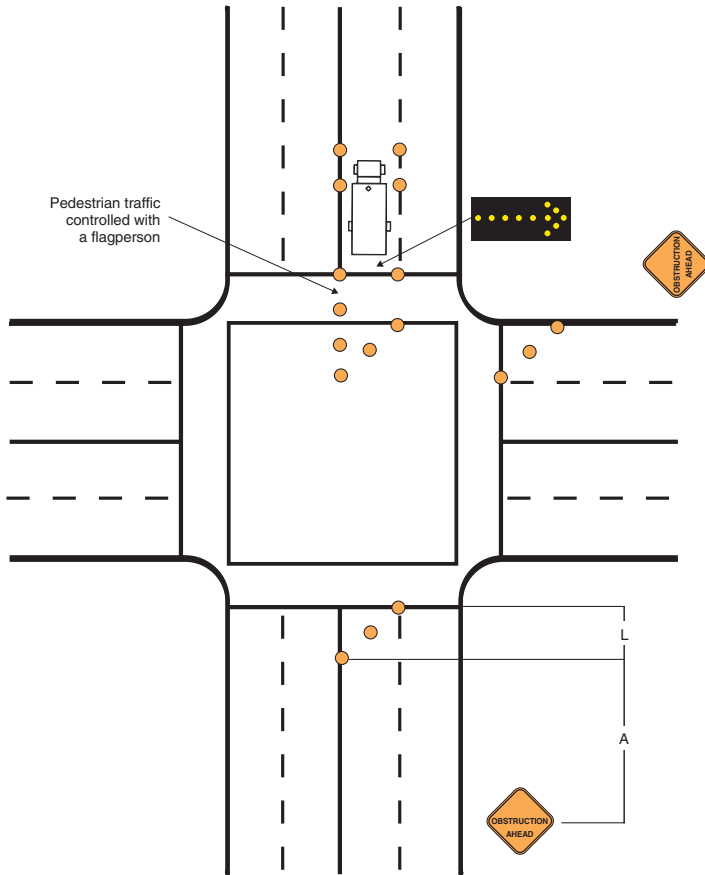 Pedestrian traffic
controlled with
a flagperson
OBSTRUCTION
AHEAD
L
A
OBSTRUCTION
AHEAD